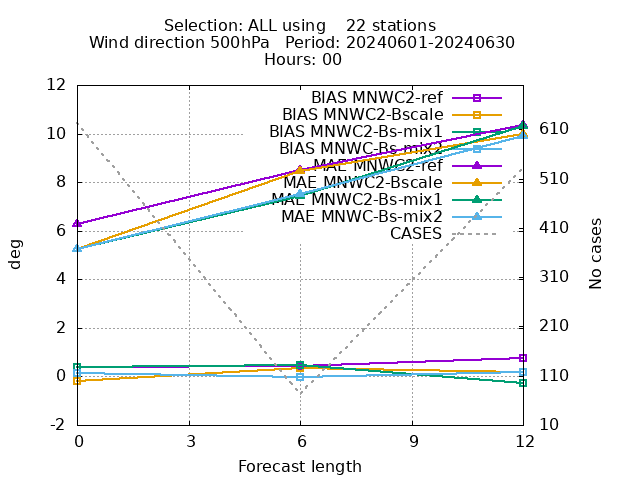 Selection: ALL using    22 stations
Wind direction 500hPa   Period: 20240601-20240630
Hours: 00
BIAS MNWC2-ref
BIAS MNWC2-Bscale
BIAS MNWC2-Bs-mix1
BIAS MNWC-Bs-mix2
MAE MNWC2-ref
MAE MNWC2-Bscale
MAE MNWC2-Bs-mix1
MAE MNWC-Bs-mix2
CASES
deg
12
10
8
6
4
2
0
-2
No cases
610
510
410
310
210
110
10
0 3 6 9 12
Forecast length